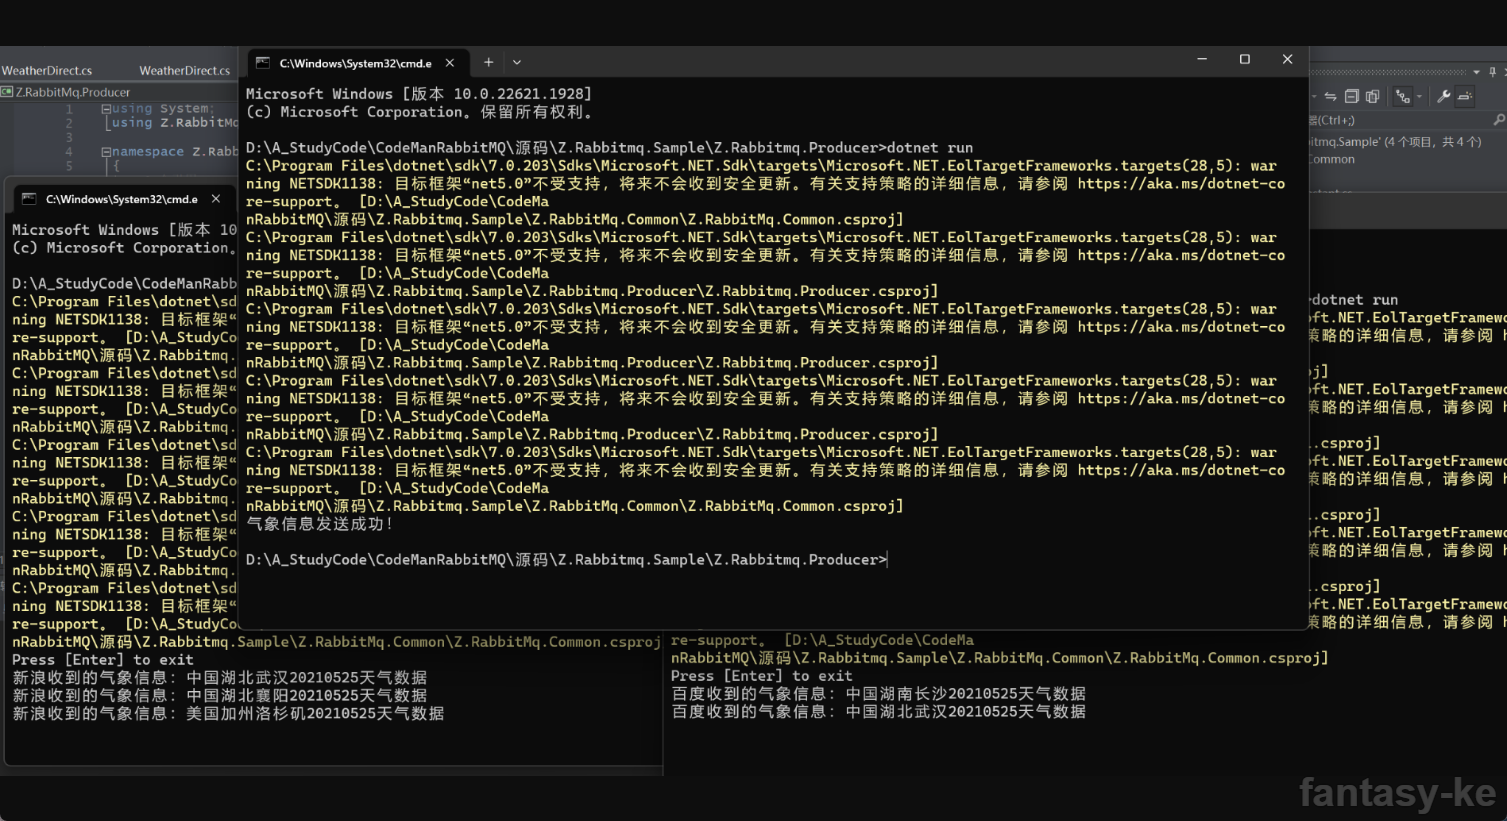 WeatherDirect.cs
WeatherDirect.cs
Z.RabbitMq.Producer
1 using System;
2 using Z.RabbitMq
3
4 namespace Z.Rabb
5 {
C:\Windows\System32\cmd.e
Microsoft Windows [版本 10.0.22621.1928]
(c) Microsoft Corporation。保留所有权利。
D:\A_StudyCode\CodeManRabbitMQ\源码\Z.Rabbitmq.Sample\Z.Rabbitmq.Producer>dotnet run
C:\Program Files\dotnet\sdk\7.0.203\Sdks\Microsoft.NET.Sdk\targets\Microsoft.NET.EolTargetFrameworks.targets(28,5): war
ning NETSDK1138: 目标框架“net5.0”不受支持，将来不会收到安全更新。有关支持策略的详细信息，请参阅 https://aka.ms/dotnet-co
re-support。 [D:\A_StudyCode\CodeMa
nRabbitMQ\源码\Z.Rabbitmq.Sample\Z.RabbitMq.Common\Z.RabbitMq.Common.csproj]
C:\Program Files\dotnet\sdk\7.0.203\Sdks\Microsoft.NET.Sdk\targets\Microsoft.NET.EolTargetFrameworks.targets(28,5): war
ning NETSDK1138: 目标框架“net5.0”不受支持，将来不会收到安全更新。有关支持策略的详细信息，请参阅 https://aka.ms/dotnet-co
re-support。 [D:\A_StudyCode\CodeMa
nRabbitMQ\源码\Z.Rabbitmq.Sample\Z.Rabbitmq.Producer\Z.Rabbitmq.Producer.csproj]
C:\Program Files\dotnet\sdk\7.0.203\Sdks\Microsoft.NET.Sdk\targets\Microsoft.NET.EolTargetFrameworks.targets(28,5): war
ning NETSDK1138: 目标框架“net5.0”不受支持，将来不会收到安全更新。有关支持策略的详细信息，请参阅 https://aka.ms/dotnet-co
re-support。 [D:\A_StudyCode\CodeMa
nRabbitMQ\源码\Z.Rabbitmq.Sample\Z.Rabbitmq.Producer\Z.Rabbitmq.Producer.csproj]
C:\Program Files\dotnet\sdk\7.0.203\Sdks\Microsoft.NET.Sdk\targets\Microsoft.NET.EolTargetFrameworks.targets(28,5): war
ning NETSDK1138: 目标框架“net5.0”不受支持，将来不会收到安全更新。有关支持策略的详细信息，请参阅 https://aka.ms/dotnet-co
re-support。 [D:\A_StudyCode\CodeMa
nRabbitMQ\源码\Z.Rabbitmq.Sample\Z.Rabbitmq.Producer\Z.Rabbitmq.Producer.csproj]
C:\Program Files\dotnet\sdk\7.0.203\Sdks\Microsoft.NET.Sdk\targets\Microsoft.NET.EolTargetFrameworks.targets(28,5): war
ning NETSDK1138: 目标框架“net5.0”不受支持，将来不会收到安全更新。有关支持策略的详细信息，请参阅 https://aka.ms/dotnet-co
re-support。 [D:\A_StudyCode\CodeMa
nRabbitMQ\源码\Z.Rabbitmq.Sample\Z.RabbitMq.Common\Z.RabbitMq.Common.csproj]
气象信息发送成功！
D:\A_StudyCode\CodeManRabbitMQ\源码\Z.Rabbitmq.Sample\Z.Rabbitmq.Producer>
C:\Windows\System32\cmd.e
Microsoft Windows [版本 10
(c) Microsoft Corporation。
D:\A_StudyCode\CodeManRabb
C:\Program Files\dotnet\sd
ning NETSDK1138: 目标框架“
re-support。 [D:\A_StudyCo
nRabbitMQ\源码\Z.Rabbitmq.
C:\Program Files\dotnet\sd
ning NETSDK1138: 目标框架“
re-support。 [D:\A_StudyCo
nRabbitMQ\源码\Z.Rabbitmq.
C:\Program Files\dotnet\sd
ning NETSDK1138: 目标框架“
re-support。 [D:\A_StudyCo
nRabbitMQ\源码\Z.Rabbitmq.
C:\Program Files\dotnet\sd
ning NETSDK1138: 目标框架“
re-support。 [D:\A_StudyCo
nRabbitMQ\源码\Z.Rabbitmq.
C:\Program Files\dotnet\sd
ning NETSDK1138: 目标框架“
re-support。 [D:\A_StudyCo
nRabbitMQ\源码\Z.Rabbitmq.Sample\Z.RabbitMq.Common\Z.RabbitMq.Common.csproj]
Press [Enter] to exit
新浪收到的气象信息：中国湖北武汉20210525天气数据
新浪收到的气象信息：中国湖北襄阳20210525天气数据
新浪收到的气象信息：美国加州洛杉矶20210525天气数据
(Ctrl+;)
itmq.Sample' (4 个项目，共 4 个)
Common
>dotnet run
oft.NET.EolTargetFramewo
策略的详细信息，请参阅 h
oj]
oft.NET.EolTargetFramewo
策略的详细信息，请参阅 h
.csproj]
oft.NET.EolTargetFramewo
策略的详细信息，请参阅 h
.csproj]
oft.NET.EolTargetFramewo
策略的详细信息，请参阅 h
.csproj]
oft.NET.EolTargetFramewo
策略的详细信息，请参阅 h
re-support。 [D:\A_StudyCode\CodeMa
nRabbitMQ\源码\Z.Rabbitmq.Sample\Z.RabbitMq.Common\Z.RabbitMq.Common.csproj]
Press [Enter] to exit
百度收到的气象信息：中国湖南长沙20210525天气数据
百度收到的气象信息：中国湖北武汉20210525天气数据
fantasy-ke